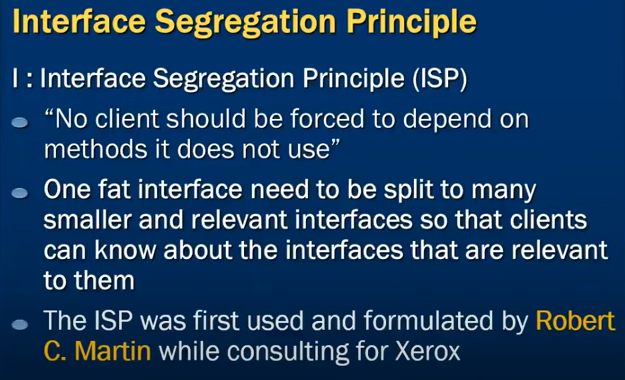 Interface Segregation Principle
I : Interface Segregation Principle (ISP)
“No client should be forced to depend on
methods it does not use”
One fat interface need to be split to many
smaller and relevant interfaces so that clients
can know about the interfaces that are relevant
to them
The ISP was first used and formulated by Robert
C. Martin while consulting for Xerox